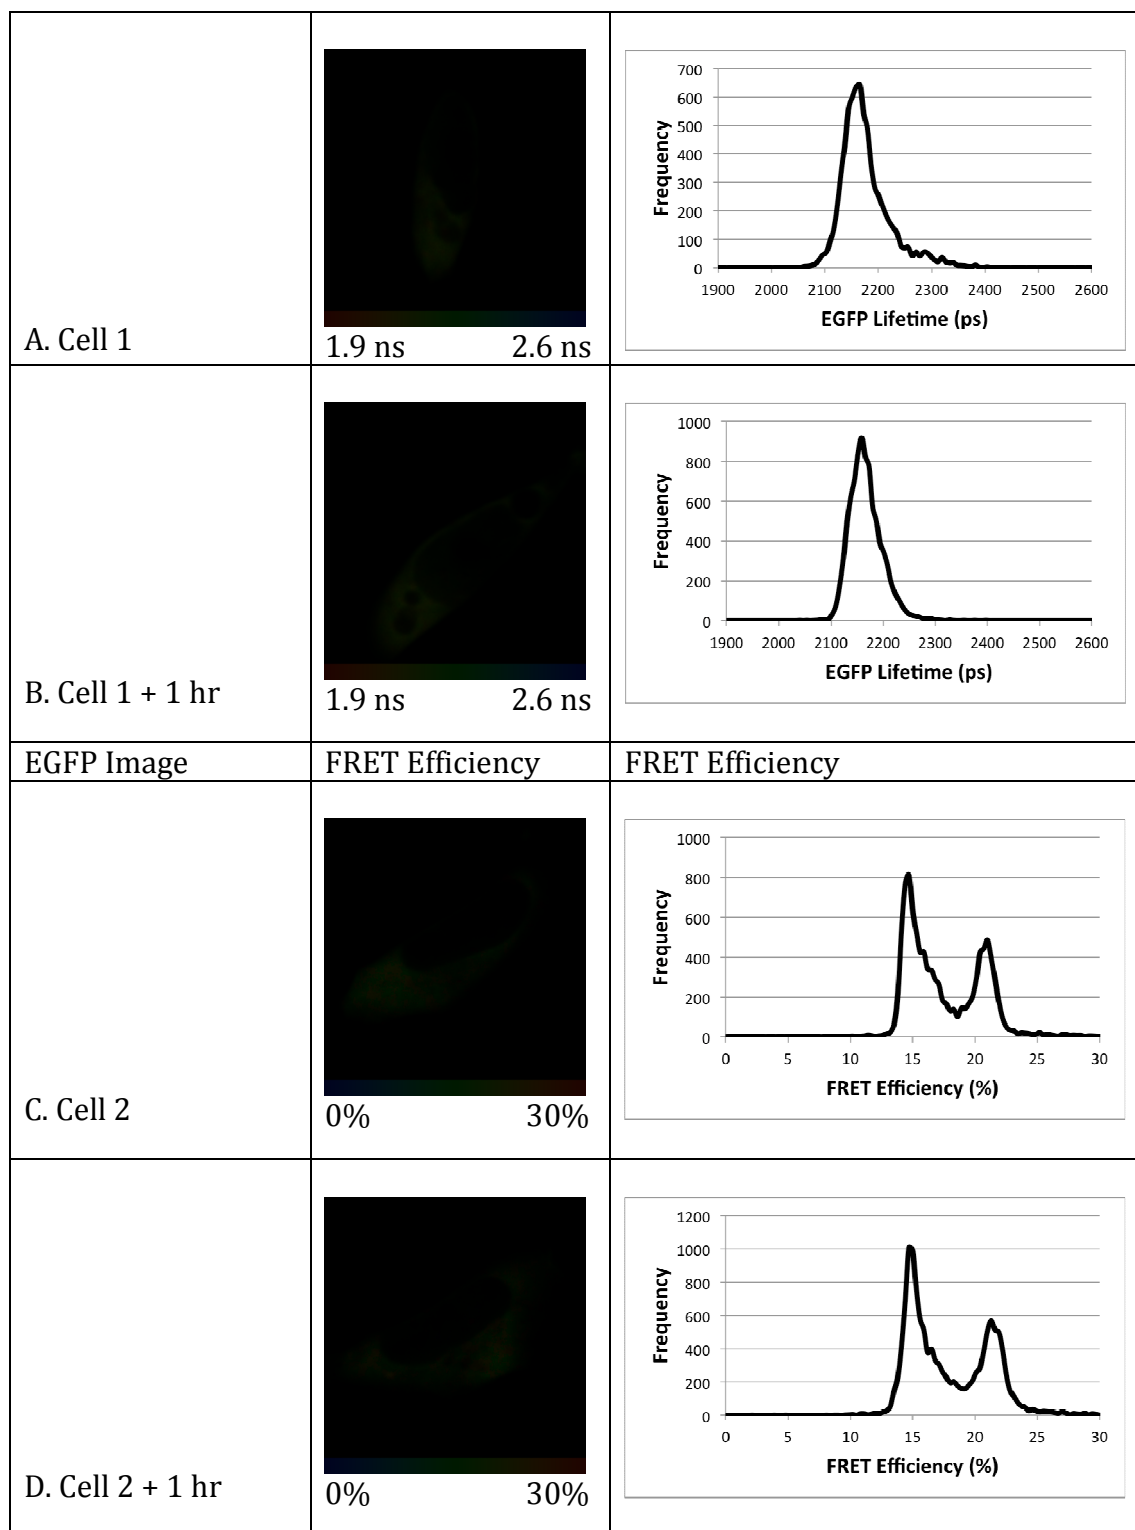 700
600
500
400
300
200
100
0
Frequency
1900 2000 2100 2200 2300 2400 2500 2600
EGFP Lifetime (ps)
A. Cell 1
1.9 ns 2.6 ns
1000
800
600
400
200
0
Frequency
1900 2000 2100 2200 2300 2400 2500 2600
EGFP Lifetime (ps)
B. Cell 1 + 1 hr
1.9 ns 2.6 ns
EGFP Image FRET Efficiency FRET Efficiency
1000
800
600
400
200
0
Frequency
0 5 10 15 20 25 30
FRET Efficiency (%)
C. Cell 2
0% 30%
1200
1000
800
600
400
200
0
Frequency
0 5 10 15 20 25 30
FRET Efficiency (%)
D. Cell 2 + 1 hr
0% 30%